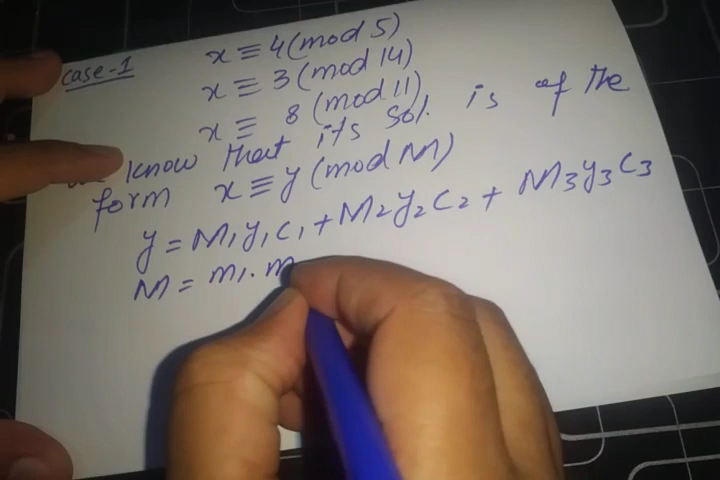 Case-1
x ≡ 4 (mod 5)
x ≡ 3 (mod 14)
x ≡ 8 (mod 11)
know that its sol. is of the
form x ≡ y (mod M)
y = M₁y₁c₁ + M₂y₂c₂ + M₃y₃c₃
M = m₁. m